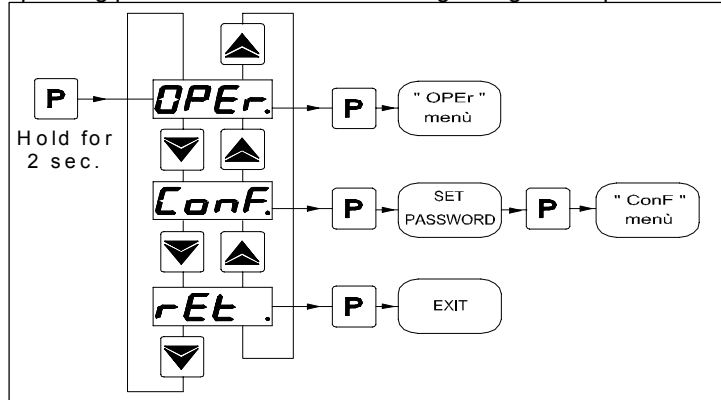 P
Hold for
2 sec.
OPEr.
P
" OPEr "
menù
ConF.
P
SET
PASSWORD
P
" ConF "
menù
rEt .
P
EXIT